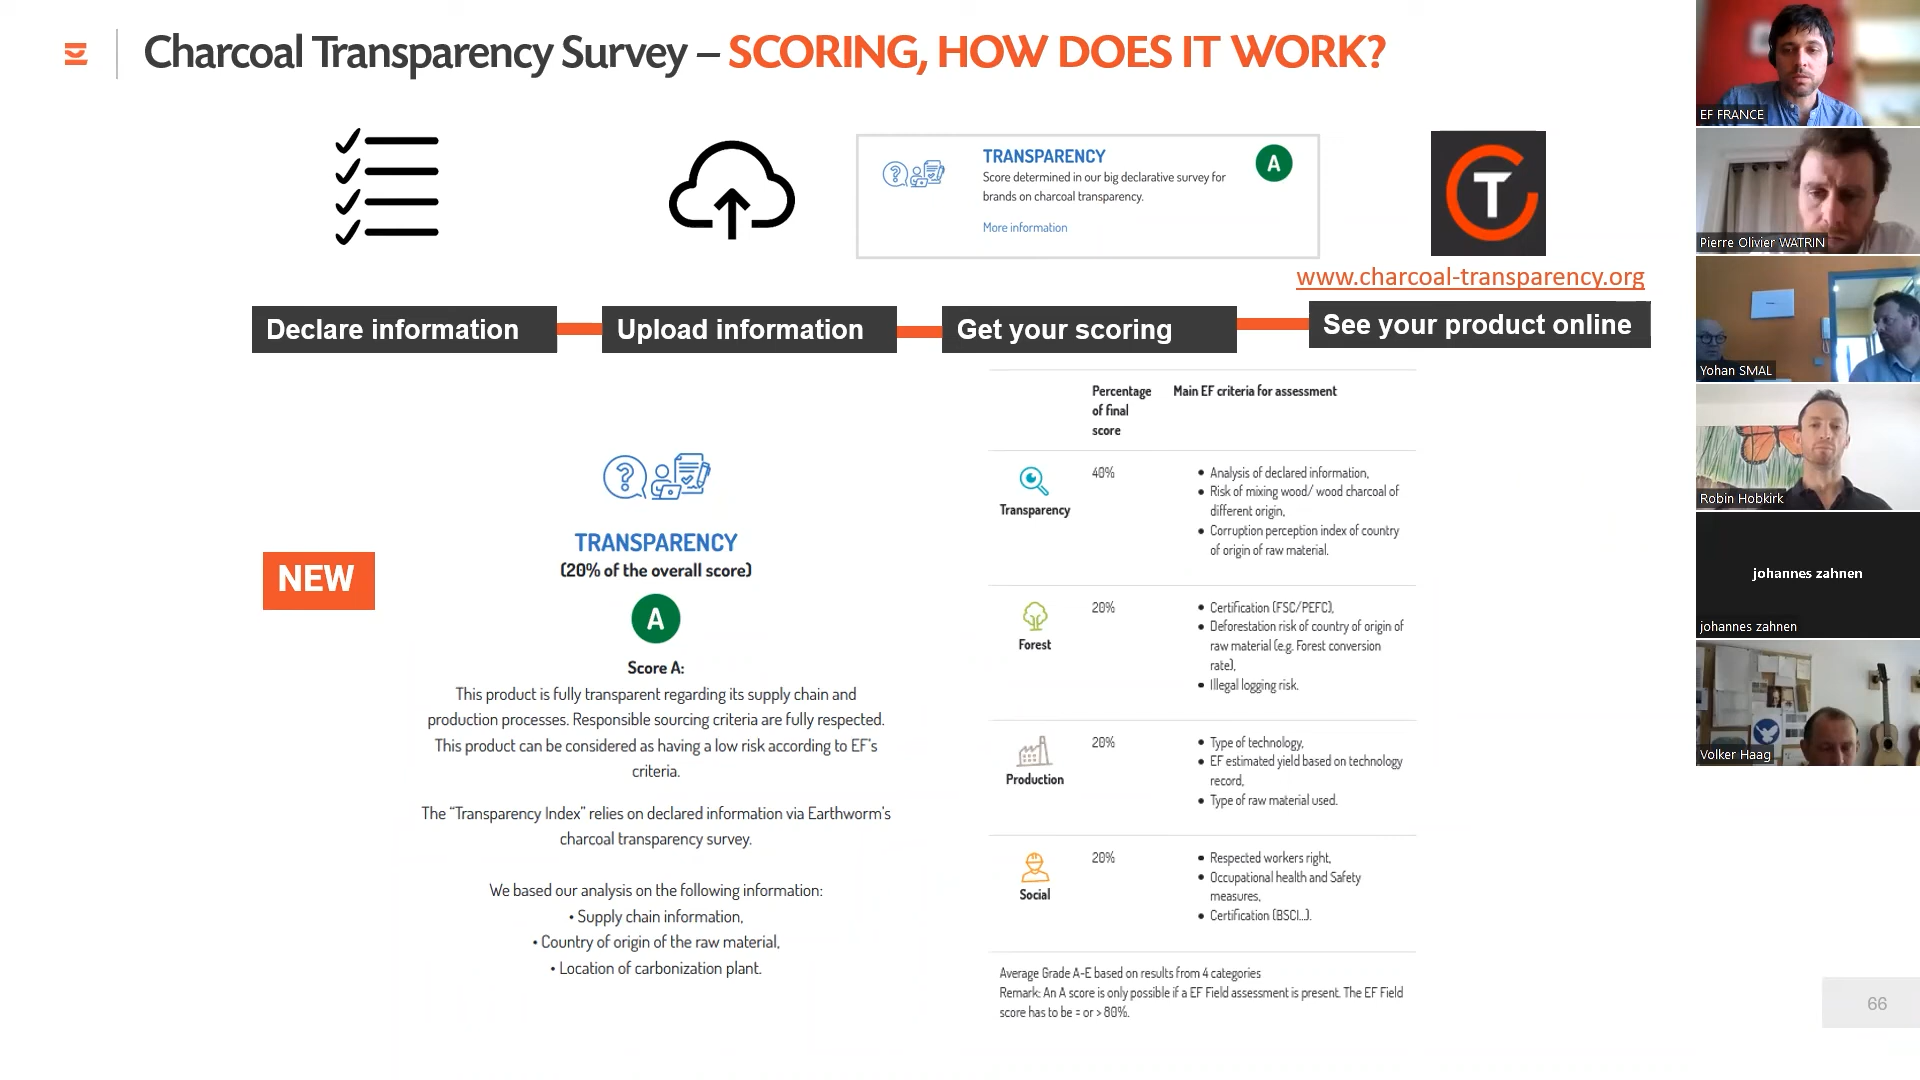 Charcoal Transparency Survey – SCORING, HOW DOES IT WORK?
TRANSPARENCY
Score determined in our big declarative survey for
brands on charcoal transparency.
More information
A
T
www.charcoal-transparency.org
Declare information
Upload information
Get your scoring
See your product online
NEW
TRANSPARENCY
(20% of the overall score)
A
Score A:
This product is fully transparent regarding its supply chain and
production processes. Responsible sourcing criteria are fully respected.
This product can be considered as having a low risk according to EF's
criteria.
The “Transparency Index” relies on declared information via Earthworm's
charcoal transparency survey.
We based our analysis on the following information:
• Supply chain information,
• Country of origin of the raw material,
• Location of carbonization plant.
Percentage
of final
score
Main EF criteria for assessment
Transparency
40%
• Analysis of declared information,
• Risk of mixing wood/ wood charcoal of
different origin,
• Corruption perception index of country
of origin of raw material.
Forest
20%
• Certification (FSC/PEFC),
• Deforestation risk of country of origin of
raw material (e.g. Forest conversion
rate),
• Illegal logging risk.
Production
20%
• Type of technology,
• EF estimated yield based on technology
record,
• Type of raw material used.
Social
20%
• Respected workers right,
• Occupational health and Safety
measures,
• Certification (BSCI...).
Average Grade A-E based on results from 4 categories
Remark: An A score is only possible if a EF Field assessment is present. The EF Field
score has to be = or > 80%.
EF FRANCE
Pierre Olivier WATRIN
Yohan SMAL
Robin Hobkirk
johannes zahnen
johannes zahnen
Volker Haag
66